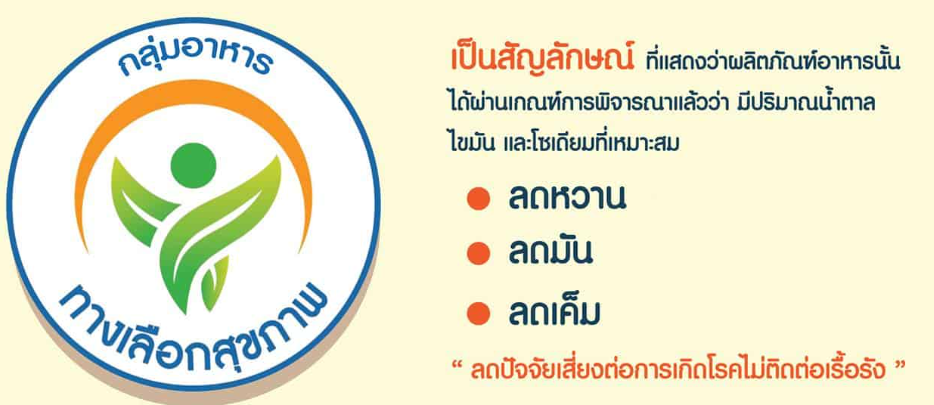 กลุ่มอาหาร
ทางเลือกสุขภาพ
เป็นสัญลักษณ์ ที่แสดงว่าผลิตภัณฑ์อาหารนั้น
ได้ผ่านเกณฑ์การพิจารณาแล้วว่า มีปริมาณน้ำตาล
ไขมัน และโซเดียมที่เหมาะสม
● ลดหวาน
● ลดมัน
● ลดเค็ม
“ ลดปัจจัยเสี่ยงต่อการเกิดโรคไม่ติดต่อเรื้อรัง ”